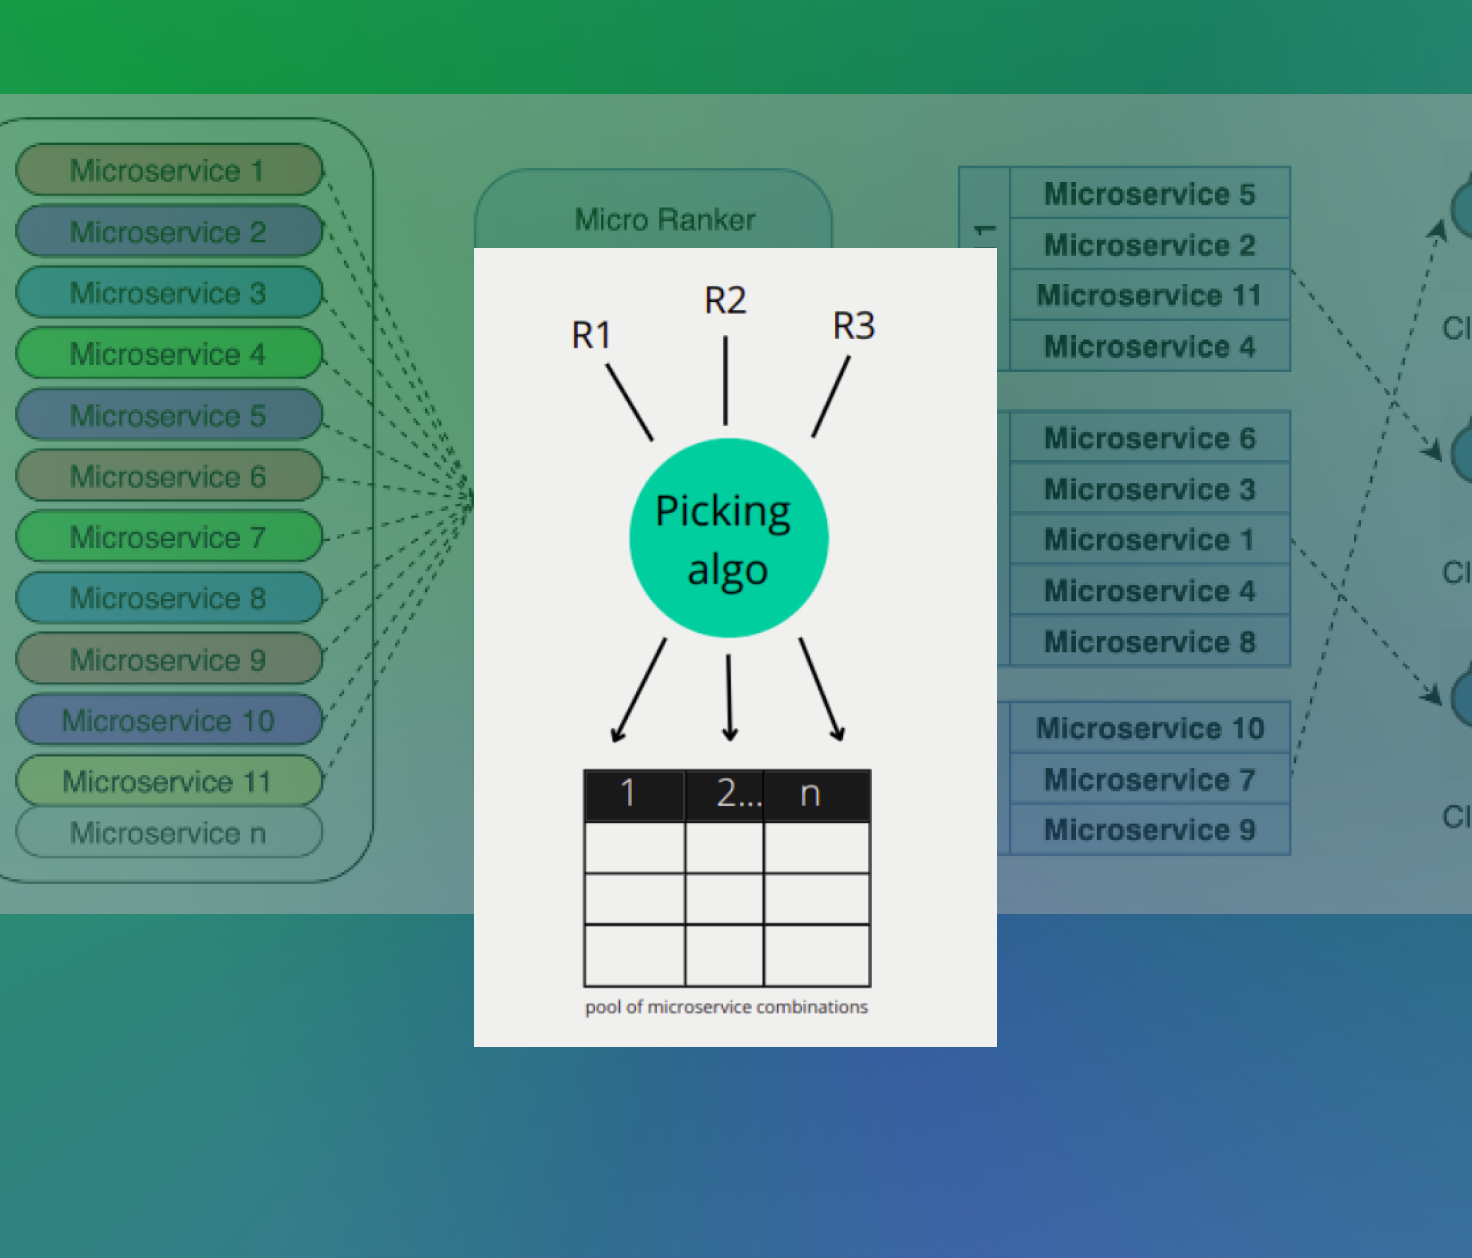 Microservice 1
Microservice 2
Microservice 3
Microservice 4
Microservice 5
Microservice 6
Microservice 7
Microservice 8
Microservice 9
Microservice 10
Microservice 11
Microservice n
Micro Ranker
R1
R2
R3
Picking
algo
1
2...
n
pool of microservice combinations
1
Microservice 5
Microservice 2
Microservice 11
Microservice 4
Microservice 6
Microservice 3
Microservice 1
Microservice 4
Microservice 8
Microservice 10
Microservice 7
Microservice 9
Cl
Cl
Cl